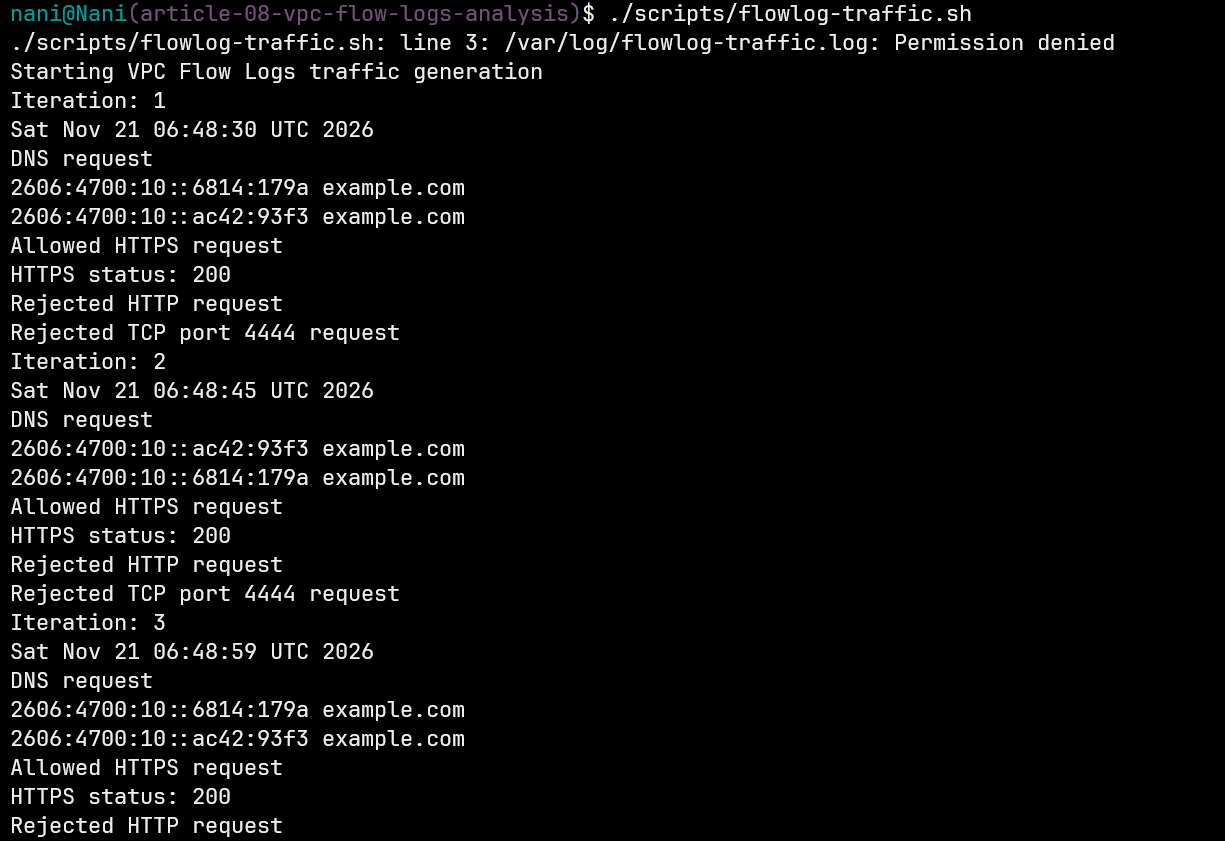 nani@Nani(article-08-vpc-flow-logs-analysis)$ ./scripts/flowlog-traffic.sh
./scripts/flowlog-traffic.sh: line 3: /var/log/flowlog-traffic.log: Permission denied
Starting VPC Flow Logs traffic generation
Iteration: 1
Sat Nov 21 06:48:30 UTC 2026
DNS request
2606:4700:10::6814:179a example.com
2606:4700:10::ac42:93f3 example.com
Allowed HTTPS request
HTTPS status: 200
Rejected HTTP request
Rejected TCP port 4444 request
Iteration: 2
Sat Nov 21 06:48:45 UTC 2026
DNS request
2606:4700:10::ac42:93f3 example.com
2606:4700:10::6814:179a example.com
Allowed HTTPS request
HTTPS status: 200
Rejected HTTP request
Rejected TCP port 4444 request
Iteration: 3
Sat Nov 21 06:48:59 UTC 2026
DNS request
2606:4700:10::6814:179a example.com
2606:4700:10::ac42:93f3 example.com
Allowed HTTPS request
HTTPS status: 200
Rejected HTTP request